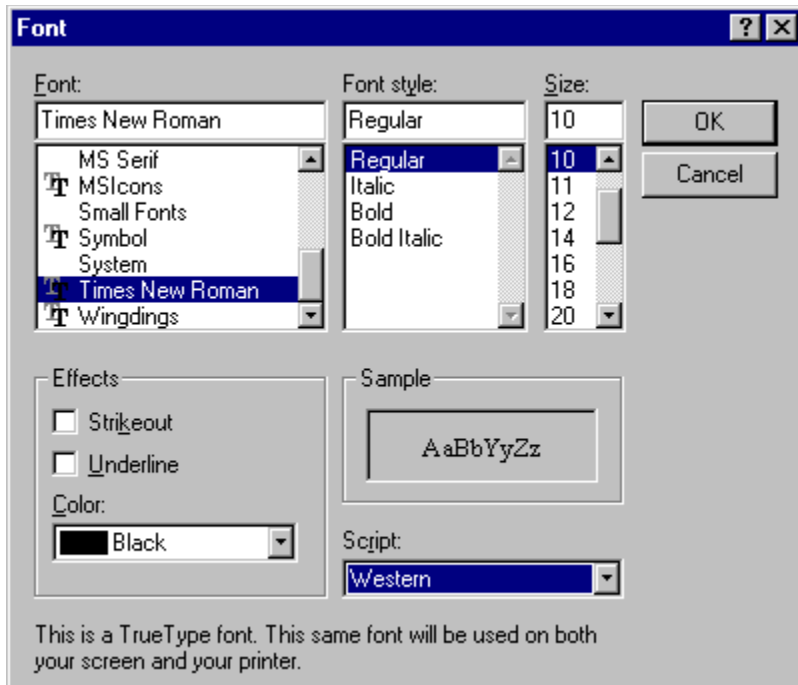 Font
Font:
Times New Roman
MS Serif
MSIcons
Small Fonts
Symbol
System
Times New Roman
Wingdings
Font style:
Regular
Regular
Italic
Bold
Bold Italic
Size:
10
10
11
12
14
16
18
20
OK
Cancel
Effects
Strikeout
Underline
Color:
Black
Sample
AaBbYyZz
Script:
Western
This is a TrueType font. This same font will be used on both
your screen and your printer.